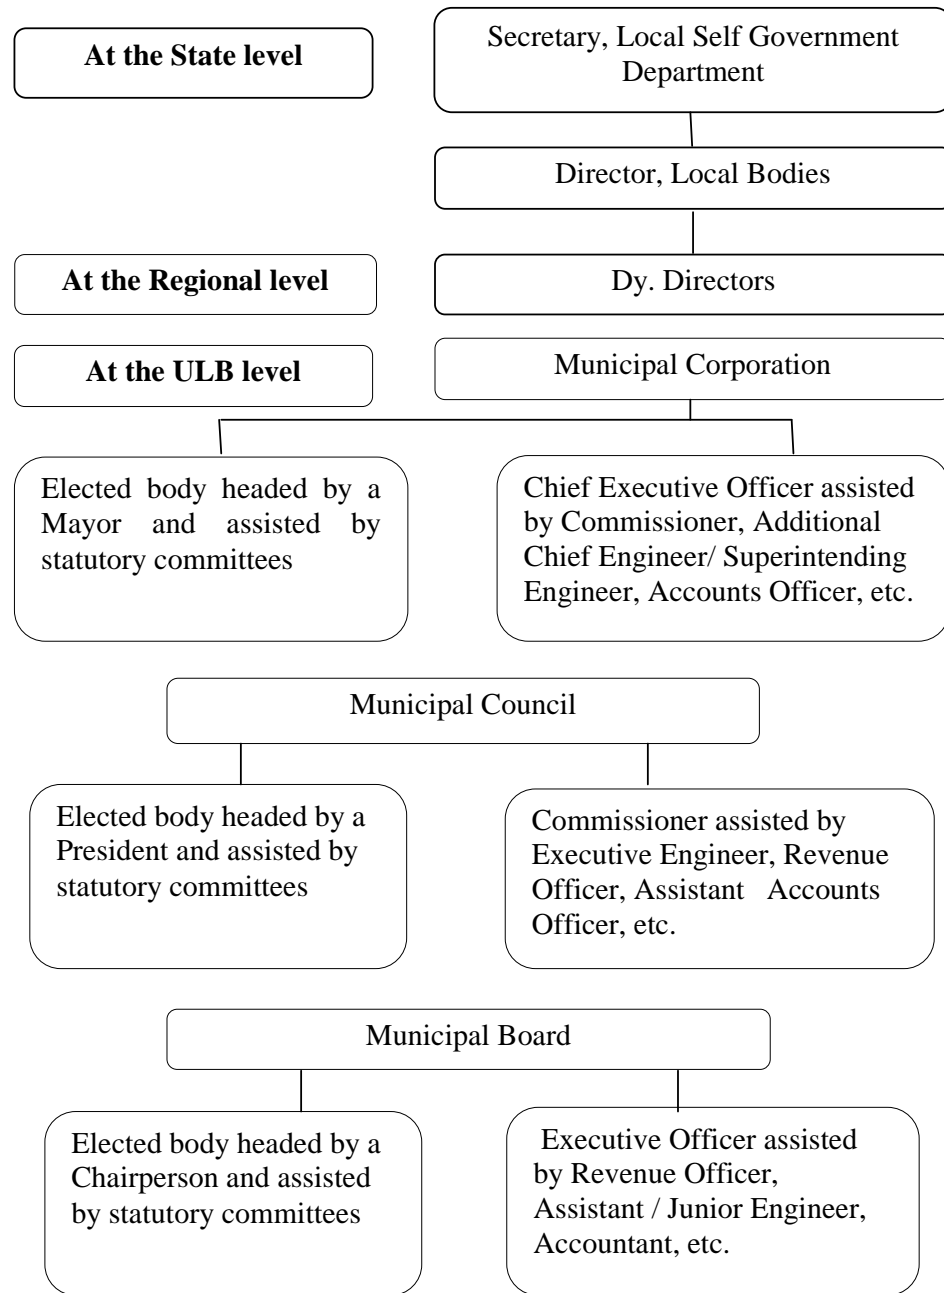 At the State level
Secretary, Local Self Government
Department
Director, Local Bodies
At the Regional level
Dy. Directors
At the ULB level
Municipal Corporation
Elected body headed by a
Mayor and assisted by
statutory committees
Chief Executive Officer assisted
by Commissioner, Additional
Chief Engineer/ Superintending
Engineer, Accounts Officer, etc.
Municipal Council
Elected body headed by a
President and assisted by
statutory committees
Commissioner assisted by
Executive Engineer, Revenue
Officer, Assistant Accounts
Officer, etc.
Municipal Board
Elected body headed by a
Chairperson and assisted
by statutory committees
Executive Officer assisted
by Revenue Officer,
Assistant / Junior Engineer,
Accountant, etc.